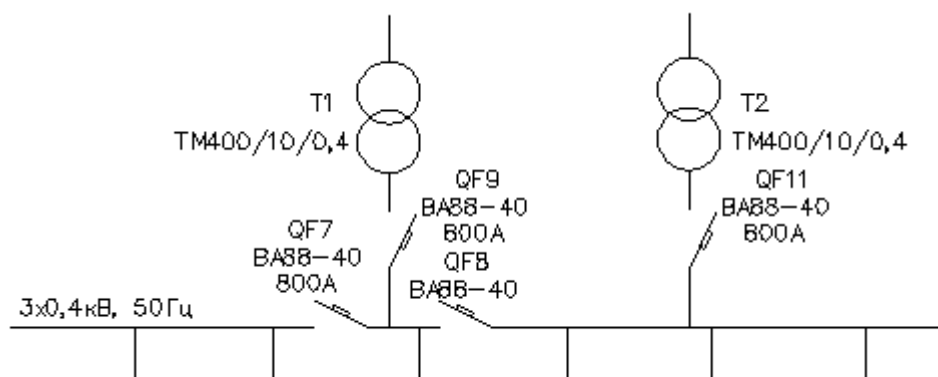 T1
TM400/10/0,4
T2
TM400/10/0,4
QF9
BA88-40
800A
QF11
BA88-40
800A
QF7
BA88-40
800A
QF8
BA88-40
3x0,4кВ, 50Гц